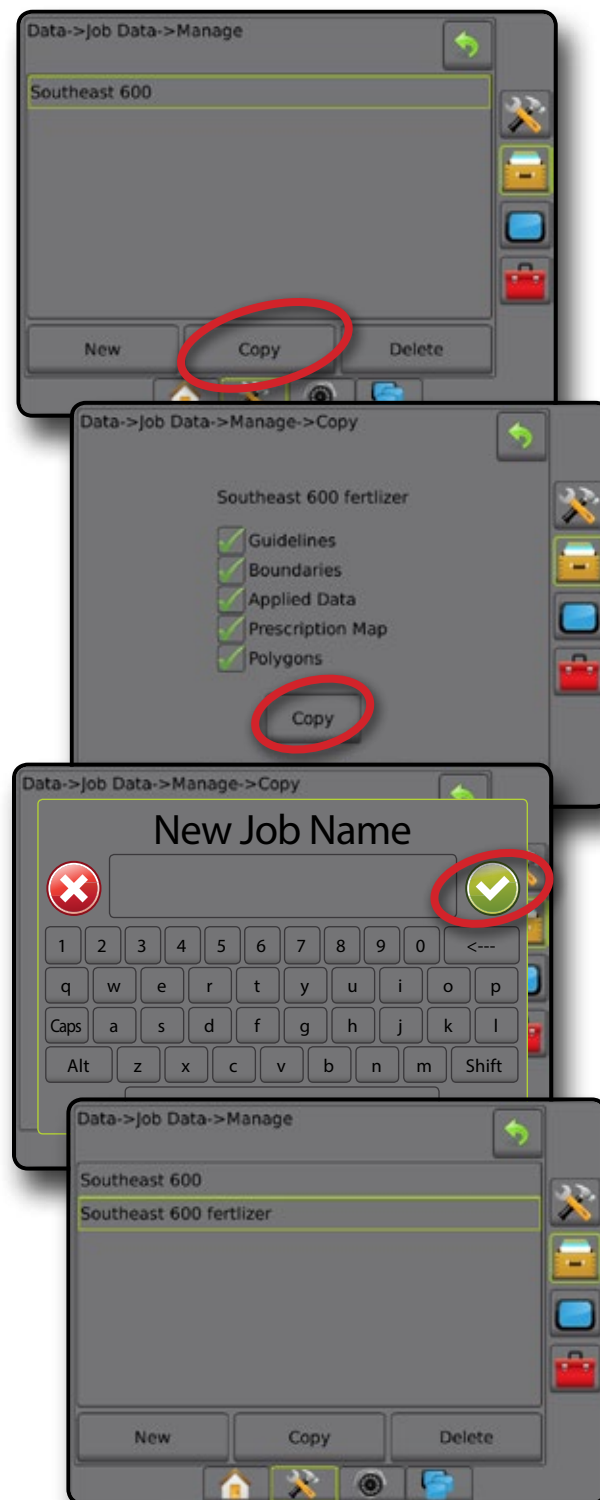 Data->Job Data->Manage
Southeast 600
New Copy Delete
Data->Job Data->Manage->Copy
Southeast 600 fertlizer
Guidelines
Boundaries
Applied Data
Prescription Map
Polygons
Copy
Data->Job Data->Manage->Copy
New Job Name
1 2 3 4 5 6 7 8 9 0 <---
q w e r t y u i o p
Caps a s d f g h j k l
Alt z x c v b n m Shift
Data->Job Data->Manage
Southeast 600
Southeast 600 fertlizer
New Copy Delete